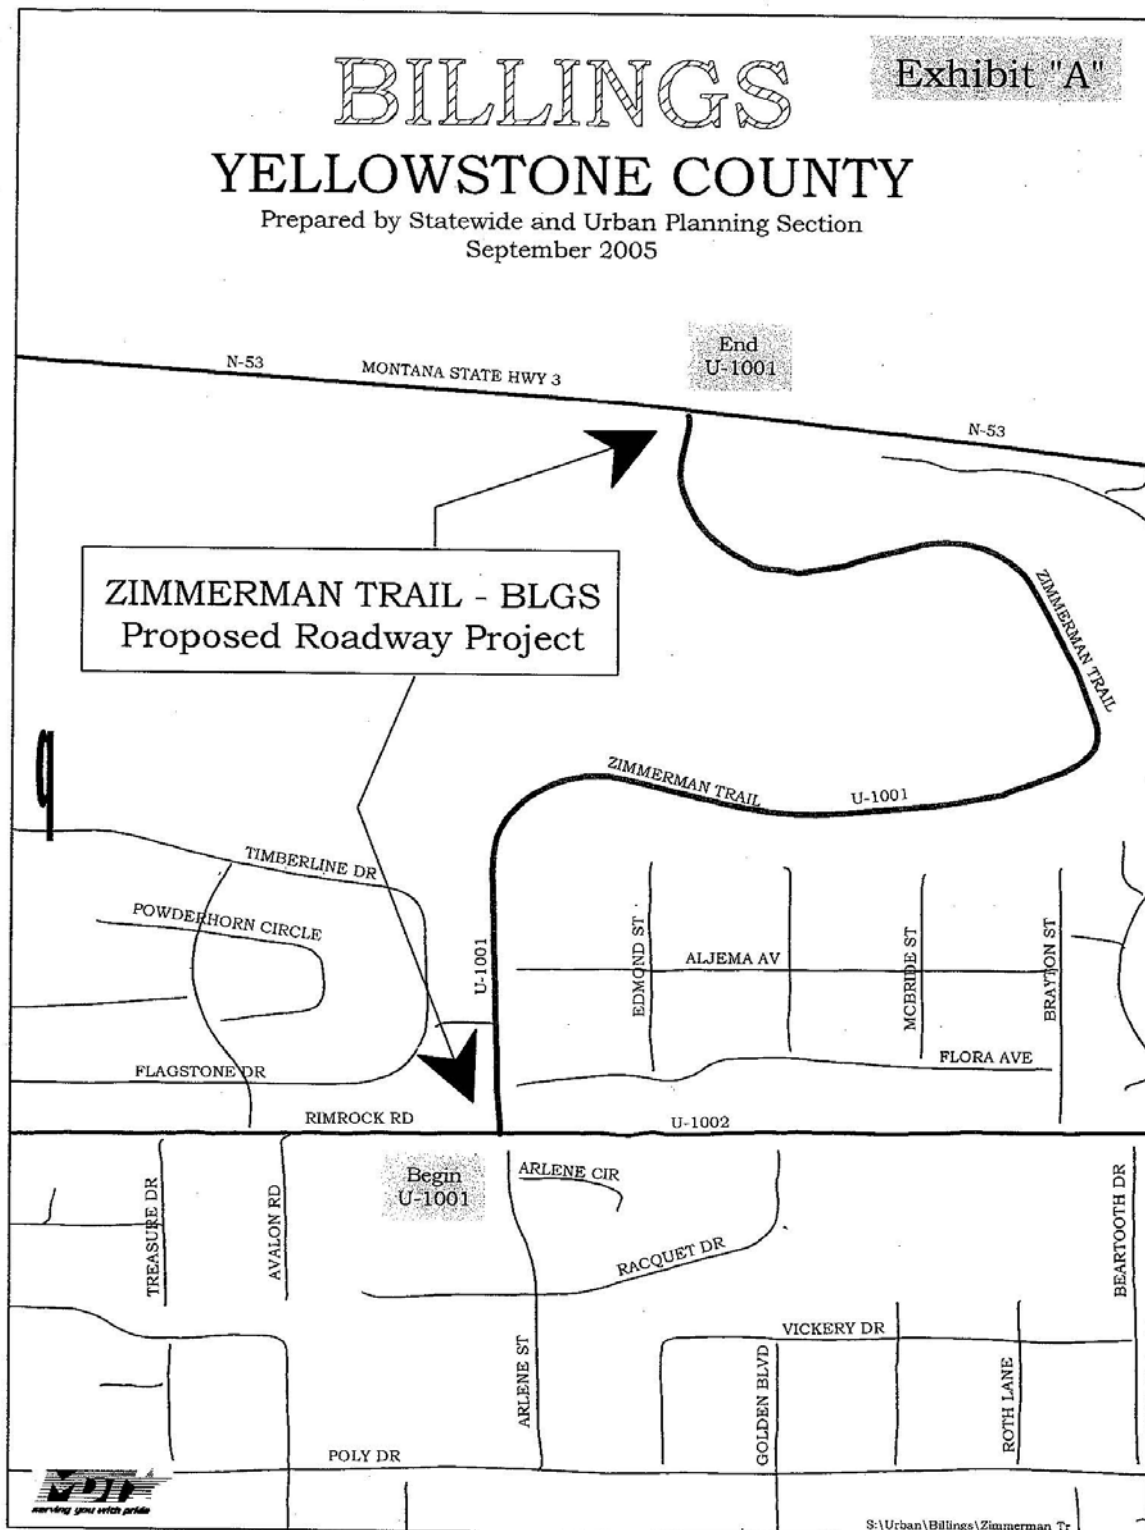 BILLINGS
Exhibit "A"
YELLOWSTONE COUNTY
Prepared by Statewide and Urban Planning Section
September 2005
End
U-1001
N-53
MONTANA STATE HWY 3
N-53
ZIMMERMAN TRAIL - BLGS
Proposed Roadway Project
ZIMMERMAN TRAIL
ZIMMERMAN TRAIL
U-1001
TIMBERLINE DR
POWDERHORN CIRCLE
U-1001
EDMOND ST
ALJEMA AV
MCBRIDE ST
BRAYTON ST
FLORA AVE
FLAGSTONE DR
RIMROCK RD
U-1002
Begin
U-1001
ARLENE CIR
TREASURE DR
AVALON RD
RACQUET DR
BEARTOOTH DR
VICKERY DR
ARLENE ST
GOLDEN BLVD
ROTH LANE
POLY DR
MDT
serving you with pride
S:\Urban\Billings\Zimmerman Tr